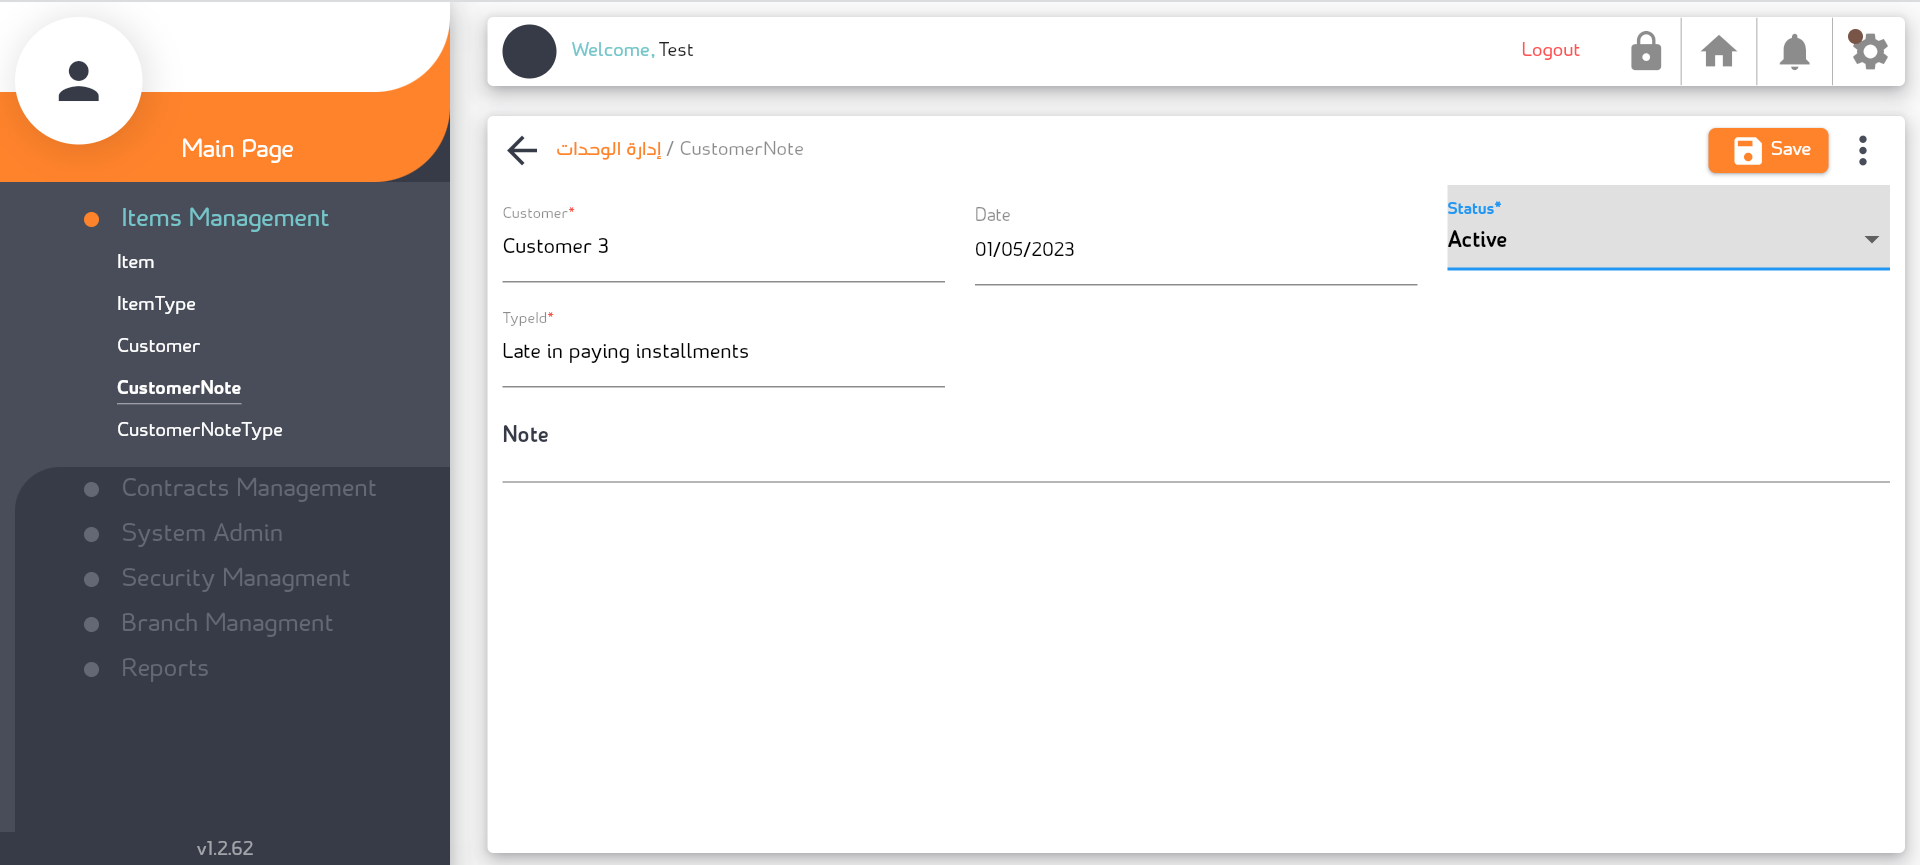 Main Page
Items Management
Item
ItemType
Customer
CustomerNote
CustomerNoteType
Contracts Management
System Admin
Security Managment
Branch Managment
Reports
v1.2.62
Welcome, Test
Logout
إدارة الوحدات / CustomerNote
Save
Customer*
Customer 3
Date
01/05/2023
Status*
Active
TypeId*
Late in paying installments
Note